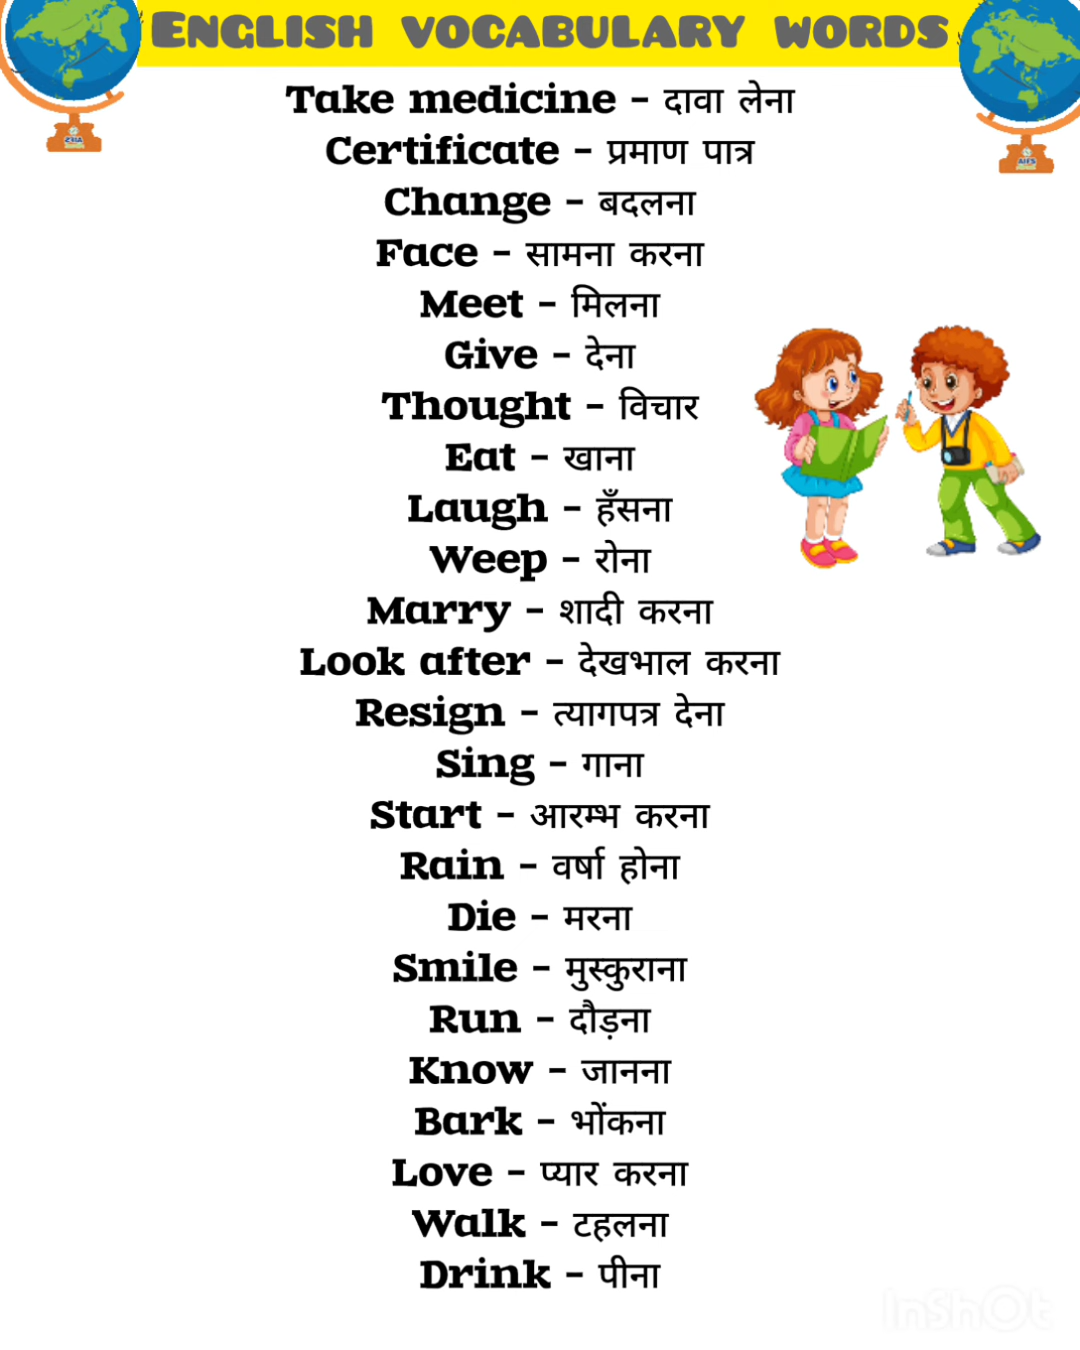 ENGLISH VOCABULARY WORDS
Take medicine - दावा लेना
Certificate - प्रमाण पात्र
Change - बदलना
Face - सामना करना
Meet - मिलना
Give - देना
Thought - विचार
Eat - खाना
Laugh - हँसना
Weep - रोना
Marry - शादी करना
Look after - देखभाल करना
Resign - त्यागपत्र देना
Sing - गाना
Start - आरम्भ करना
Rain - वर्षा होना
Die - मरना
Smile - मुस्कुराना
Run - दौड़ना
Know - जानना
Bark - भोंकना
Love - प्यार करना
Walk - टहलना
Drink - पीना
InShOt